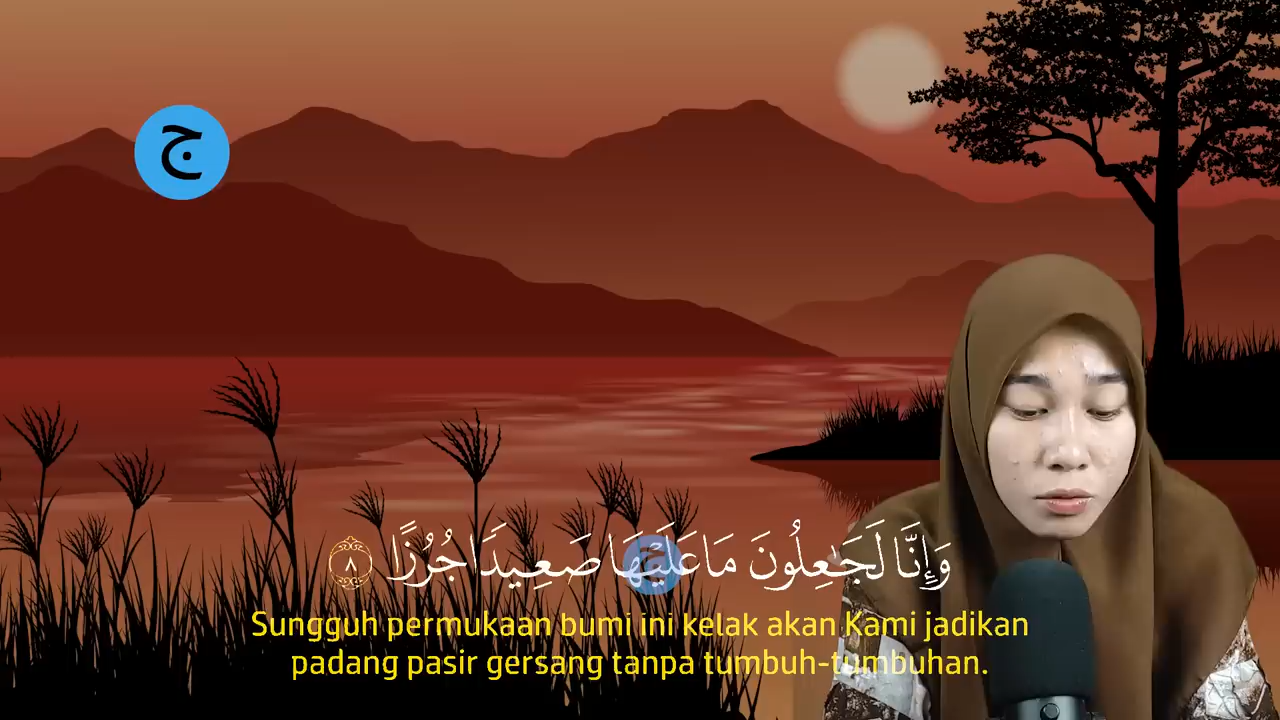 ج
وَإِنَّا لَجَٰعِلُونَ مَا عَلَيْهَا صَعِيدًا جُرُزًا ٨
Sungguh permukaan bumi ini kelak akan Kami jadikan
padang pasir gersang tanpa tumbuh-tumbuhan.